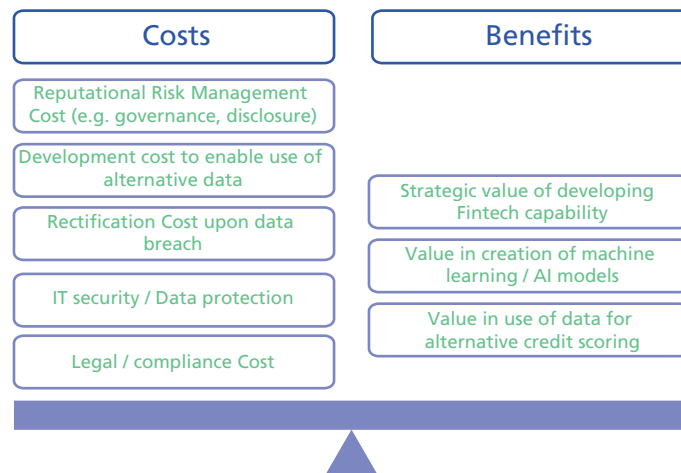 Costs
Reputational Risk Management
Cost (e.g. governance, disclosure)
Development cost to enable use of
alternative data
Rectification Cost upon data
breach
IT security / Data protection
Legal / compliance Cost
Benefits
Strategic value of developing
Fintech capability
Value in creation of machine
learning / AI models
Value in use of data for
alternative credit scoring